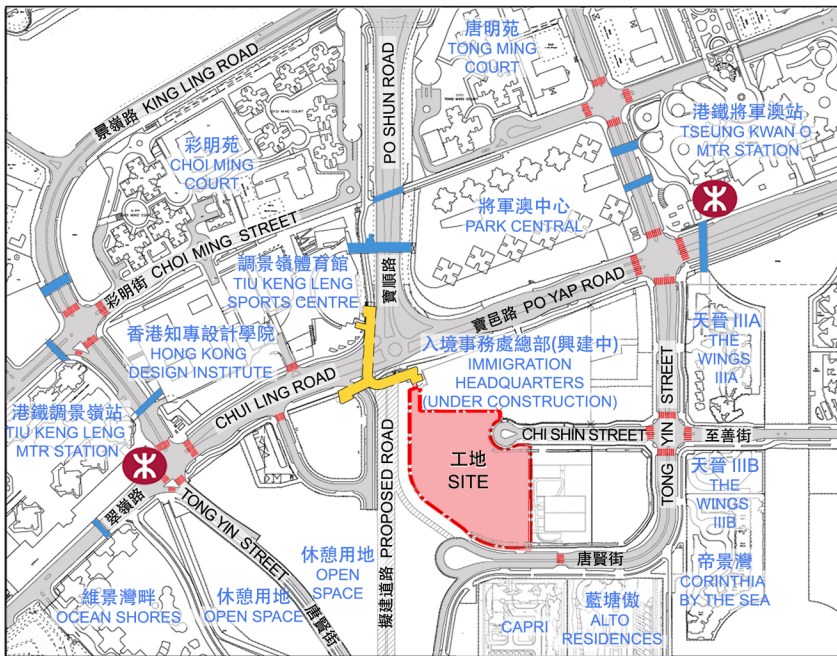 景嶺路 KING LING ROAD
PO SHUN ROAD
唐明苑
TONG MING
COURT
港鐵將軍澳站
TSEUNG KWAN O
MTR STATION
彩明苑
CHOI MING
COURT
將軍澳中心
PARK CENTRAL
彩明街 CHOI MING STREET
調景嶺體育館
TIU KENG LENG
SPORTS CENTRE
寶順路
寶邑路 PO YAP ROAD
香港知專設計學院
HONG KONG
DESIGN INSTITUTE
入境事務處總部(興建中)
IMMIGRATION
HEADQUARTERS
(UNDER CONSTRUCTION)
天晉 IIIA
THE
WINGS
IIIA
CHUI LING ROAD
港鐵調景嶺站
TIU KENG LENG
MTR STATION
TONG YIN STREET
CHI SHIN STREET
至善街
工地
SITE
天晉 IIIB
THE
WINGS
IIIB
翠嶺路
TONG YIN STREET
唐賢街
擬建道路 PROPOSED ROAD
休憩用地
OPEN
SPACE
唐賢街
休憩用地
OPEN SPACE
維景灣畔
OCEAN SHORES
帝景灣
CORINTHIA
BY THE SEA
CAPRI
藍塘傲
ALTO
RESIDENCES